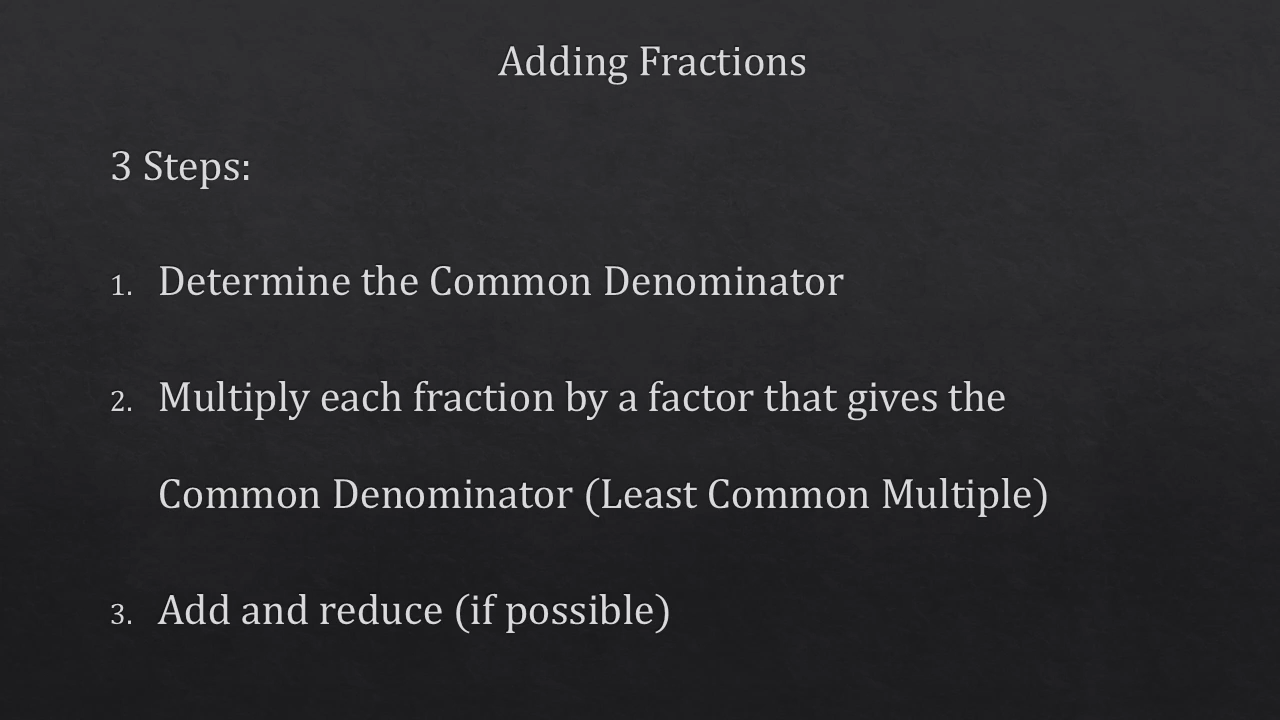 Adding Fractions
3 Steps:
1. Determine the Common Denominator
2. Multiply each fraction by a factor that gives the
Common Denominator (Least Common Multiple)
3. Add and reduce (if possible)